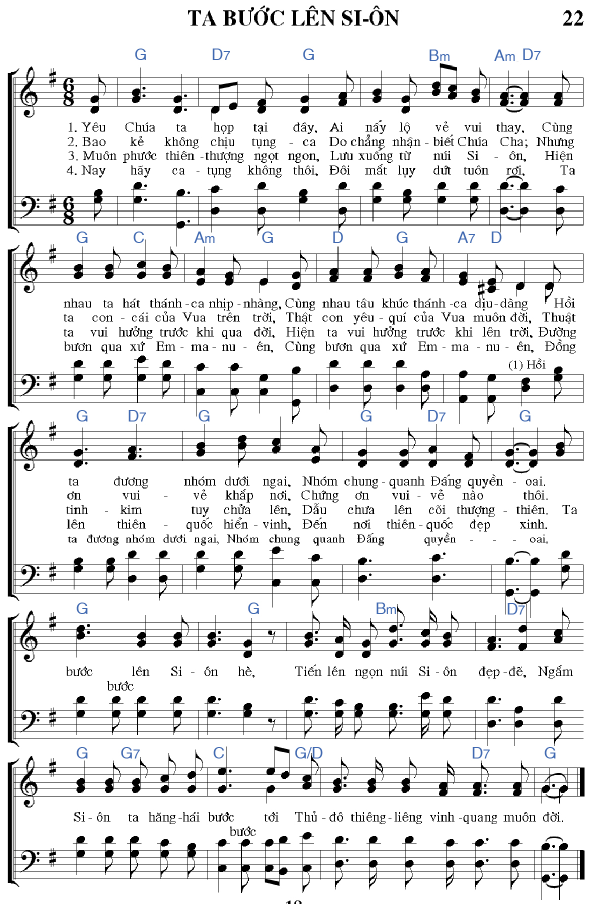 TA BƯỚC LÊN SI-ÔN 22
G D7 G Bm Am D7
6 8
1. Yêu Chúa ta họp tại đây, Ai nấy lộ vẻ vui thay, Cùng
2. Bao kẻ không chịu tụng - ca Do chẳng nhận - biết Chúa Cha; Nhưng
3. Muôn phước thiên - thượng ngọt ngon, Lưu xuống từ núi Si - ôn, Hiện
4. Nay hãy ca - tụng không thôi, Đôi mắt lụy dứt tuôn rơi, Ta
6 8
G C Am G D G A7 D
nhau ta hát thánh - ca nhịp - nhàng, Cùng nhau tấu khúc thánh - ca dịu - dàng Hồi
ta con - cái của Vua trên trời, Thật con yêu - quí của Vua muôn đời, Thuật
ta vui hưởng trước khi qua đời, Hiện ta vui hưởng trước khi lên trời, Đường
bươn qua xứ Em - ma - nu - ên, Cùng bươn qua xứ Em - ma - nu - ên, Đồng
(1) Hồi
G D7 G G D7 G
ta đương nhóm dưới ngai, Nhóm chung - quanh Đấng quyền - oai.
ơn vui - vẻ khắp nơi, Chứng ơn vui - vẻ nào thôi.
tinh - kim tuy chửa lên, Dẫu chưa lên cõi thượng - thiên. Ta
lên thiên - quốc hiển - vinh, Đến nơi thiên - quốc đẹp xinh.
ta đương nhóm dưới ngai, Nhóm chung quanh Đấng quyền - oai,
G G Bm D7
bước lên Si - ôn hè, Tiến lên ngọn núi Si - ôn đẹp - đẽ, Ngắm
bước
G G7 C G/D D7 G
Si - ôn ta hăng - hái bước tới Thủ - đô thiêng - liêng vinh - quang muôn đời.
bước